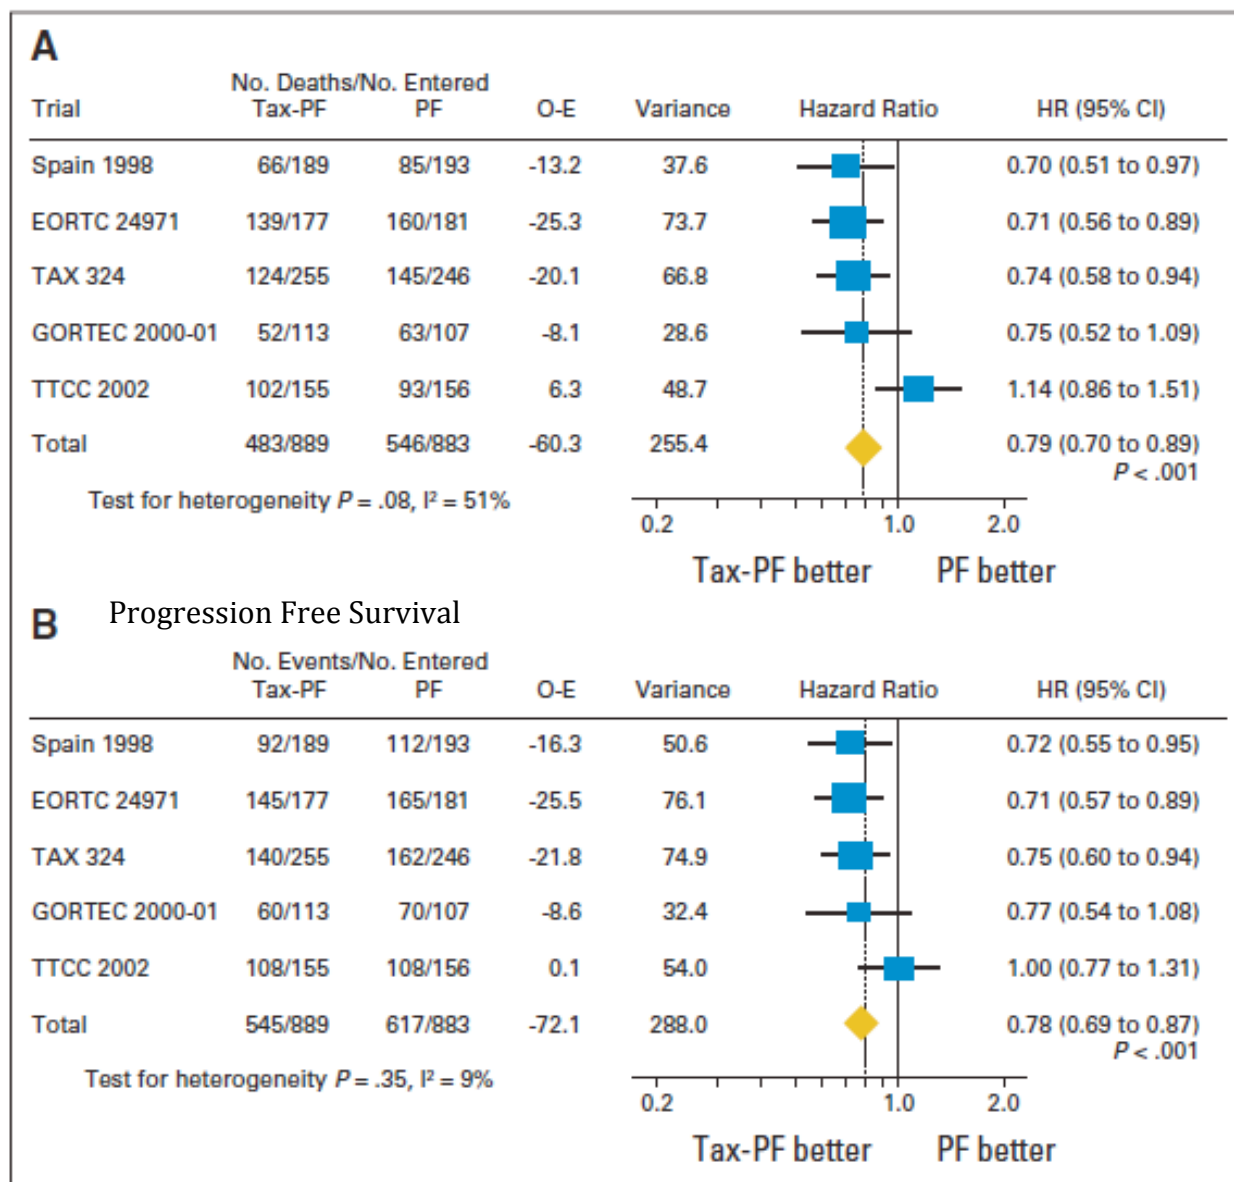 A
No. Deaths/No. Entered
Trial Tax-PF PF O-E Variance Hazard Ratio HR (95% CI)
Spain 1998 66/189 85/193 -13.2 37.6 0.70 (0.51 to 0.97)
EORTC 24971 139/177 160/181 -25.3 73.7 0.71 (0.56 to 0.89)
TAX 324 124/255 145/246 -20.1 66.8 0.74 (0.58 to 0.94)
GORTEC 2000-01 52/113 63/107 -8.1 28.6 0.75 (0.52 to 1.09)
TTCC 2002 102/155 93/156 6.3 48.7 1.14 (0.86 to 1.51)
Total 483/889 546/883 -60.3 255.4 0.79 (0.70 to 0.89)
P < .001
Test for heterogeneity P = .08, I² = 51%
0.2 1.0 2.0
Tax-PF better PF better
B Progression Free Survival
No. Events/No. Entered
Tax-PF PF O-E Variance Hazard Ratio HR (95% CI)
Spain 1998 92/189 112/193 -16.3 50.6 0.72 (0.55 to 0.95)
EORTC 24971 145/177 165/181 -25.5 76.1 0.71 (0.57 to 0.89)
TAX 324 140/255 162/246 -21.8 74.9 0.75 (0.60 to 0.94)
GORTEC 2000-01 60/113 70/107 -8.6 32.4 0.77 (0.54 to 1.08)
TTCC 2002 108/155 108/156 0.1 54.0 1.00 (0.77 to 1.31)
Total 545/889 617/883 -72.1 288.0 0.78 (0.69 to 0.87)
P < .001
Test for heterogeneity P = .35, I² = 9%
0.2 1.0 2.0
Tax-PF better PF better